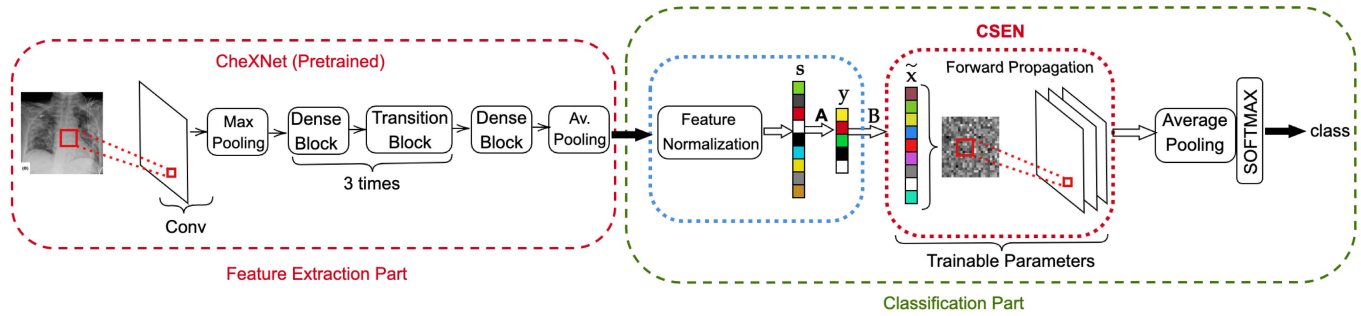 CheXNet (Pretrained)
Conv
Max
Pooling
Dense
Block
Transition
Block
3 times
Dense
Block
Av.
Pooling
Feature Extraction Part
Feature
Normalization
s
A
y
B
CSEN
x̃
Forward Propagation
Trainable Parameters
Average
Pooling
SOFTMAX
class
Classification Part